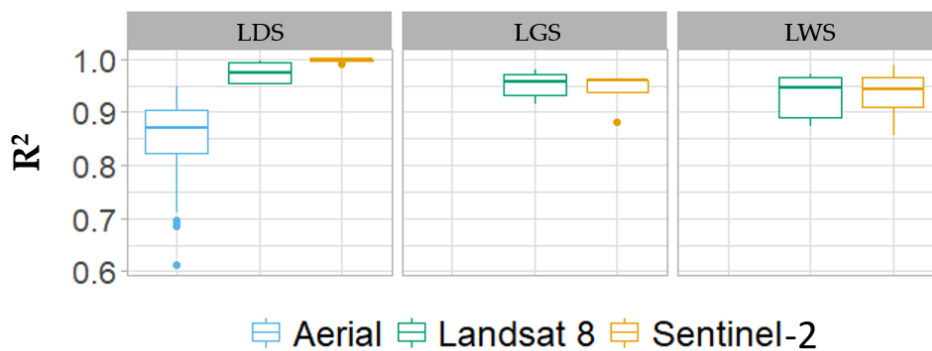 LDS LGS LWS
1.0
0.9
0.8
0.7
0.6
R²
Aerial Landsat 8 Sentinel-2